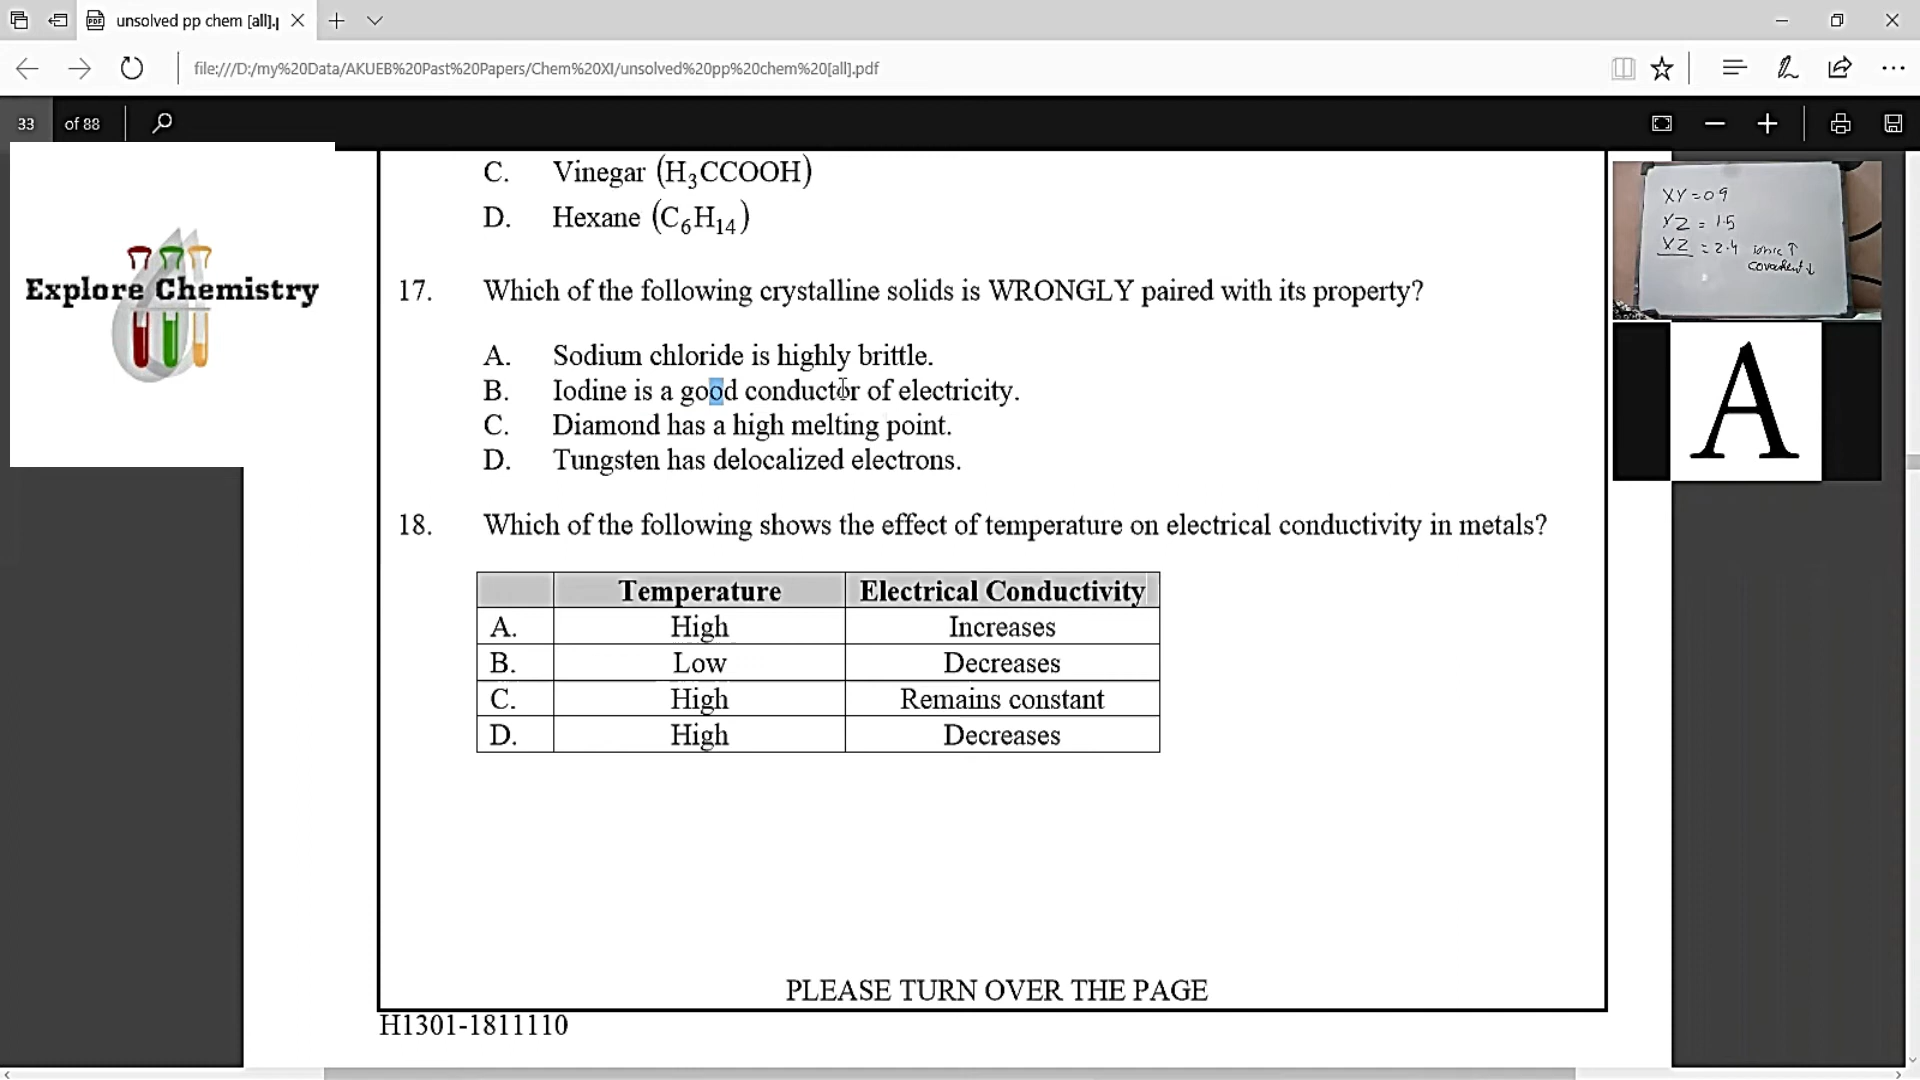 unsolved pp chem [all].p
file:///D:/my%20Data/AKUEB%20Past%20Papers/Chem%20XI/unsolved%20pp%20chem%20[all].pdf
33 of 88
Explore Chemistry
C. Vinegar (H₃CCOOH)
D. Hexane (C₆H₁₄)
17. Which of the following crystalline solids is WRONGLY paired with its property?
A. Sodium chloride is highly brittle.
B. Iodine is a good conductor of electricity.
C. Diamond has a high melting point.
D. Tungsten has delocalized electrons.
18. Which of the following shows the effect of temperature on electrical conductivity in metals?
Temperature Electrical Conductivity
A. High Increases
B. Low Decreases
C. High Remains constant
D. High Decreases
PLEASE TURN OVER THE PAGE
H1301-1811110
XY = 0.9
YZ = 1.5
XZ = 2.4 ionic ↑
covalent ↓
A